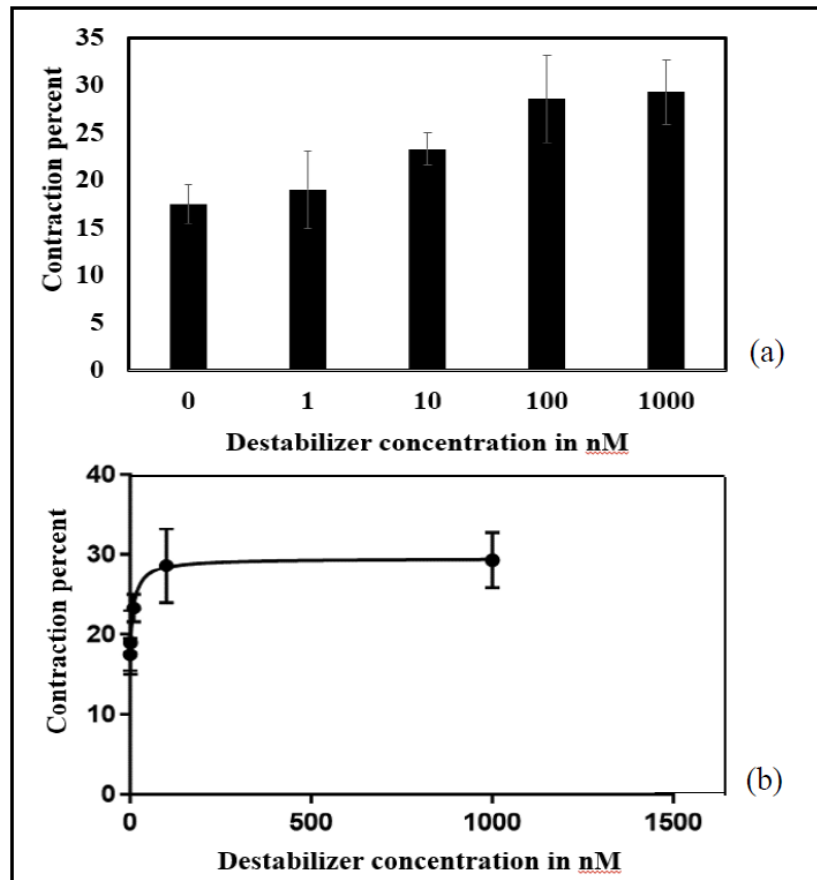 35
30
25
20
15
10
5
0
Contraction percent
0 1 10 100 1000
Destabilizer concentration in nM
(a)
40
30
20
10
0
Contraction percent
0 500 1000 1500
Destabilizer concentration in nM
(b)